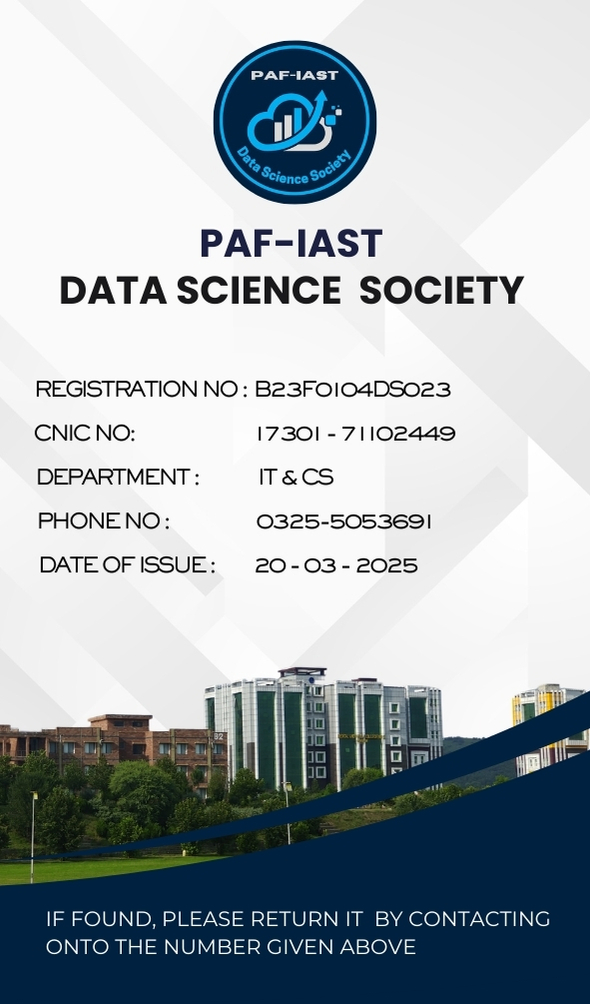 PAF-IAST
Data Science Society
PAF-IAST
DATA SCIENCE SOCIETY
REGISTRATION NO : B23F0104DS023
CNIC NO: 17301 - 71102449
DEPARTMENT : IT & CS
PHONE NO : 0325-5053691
DATE OF ISSUE : 20 - 03 - 2025
B2
IF FOUND, PLEASE RETURN IT BY CONTACTING
ONTO THE NUMBER GIVEN ABOVE